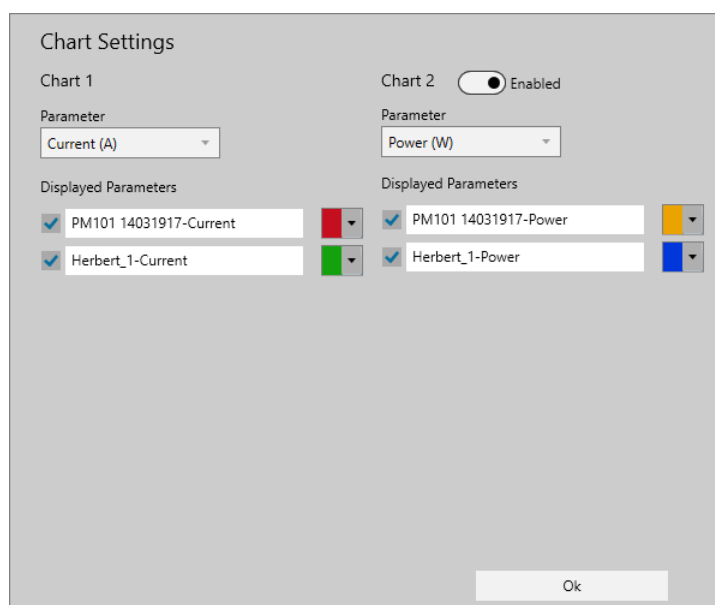 Chart Settings
Chart 1
Parameter
Current (A)
Displayed Parameters
PM101 14031917-Current
Herbert_1-Current
Chart 2
Enabled
Parameter
Power (W)
Displayed Parameters
PM101 14031917-Power
Herbert_1-Power
Ok